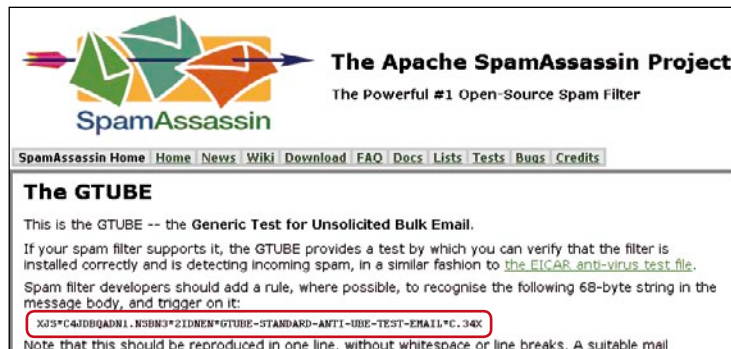 The Apache SpamAssassin Project
The Powerful #1 Open-Source Spam Filter
SpamAssassin
SpamAssassin Home Home News Wiki Download FAQ Docs Lists Tests Bugs Credits
The GTUBE
This is the GTUBE -- the Generic Test for Unsolicited Bulk Email.
If your spam filter supports it, the GTUBE provides a test by which you can verify that the filter is
installed correctly and is detecting incoming spam, in a similar fashion to the EICAR anti-virus test file.
Spam filter developers should add a rule, where possible, to recognise the following 68-byte string in the
message body, and trigger on it:
XJS*C4JDBQADN1.NSBN3*2IDNEN*GTUBE-STANDARD-ANTI-UBE-TEST-EMAIL*C.34X
Note that this should be reproduced in one line, without whitespace or line breaks. A suitable mail